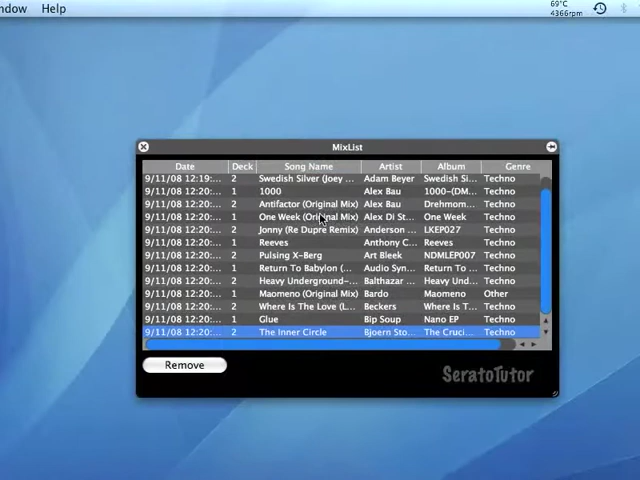 ndow Help
69°C
4366rpm
MixList
Date Deck Song Name Artist Album Genre
9/11/08 12:19:... 2 Swedish Silver (Joey ... Adam Beyer Swedish Si... Techno
9/11/08 12:20:... 1 1000 Alex Bau 1000-(DM... Techno
9/11/08 12:20:... 2 Antifactor (Original Mix) Alex Bau Drehmom... Techno
9/11/08 12:20:... 1 One Week (Original Mix) Alex Di St... One Week Techno
9/11/08 12:20:... 2 Jonny (Re Dupre Remix) Anderson ... LKEP027 Techno
9/11/08 12:20:... 1 Reeves Anthony C... Reeves Techno
9/11/08 12:20:... 2 Pulsing X-Berg Art Bleek NDMLEP007 Techno
9/11/08 12:20:... 1 Return To Babylon (... Audio Syn... Return To ... Techno
9/11/08 12:20:... 2 Heavy Underground-... Balthazar ... Heavy Und... Techno
9/11/08 12:20:... 1 Maomeno (Original Mix) Bardo Maomeno Other
9/11/08 12:20:... 2 Where Is The Love (L... Beckers Where Is T... Techno
9/11/08 12:20:... 1 Glue Bip Soup Nano EP Techno
9/11/08 12:20:... 2 The Inner Circle Bjoern Sto... The Cruci... Techno
Remove
SeratoTutor